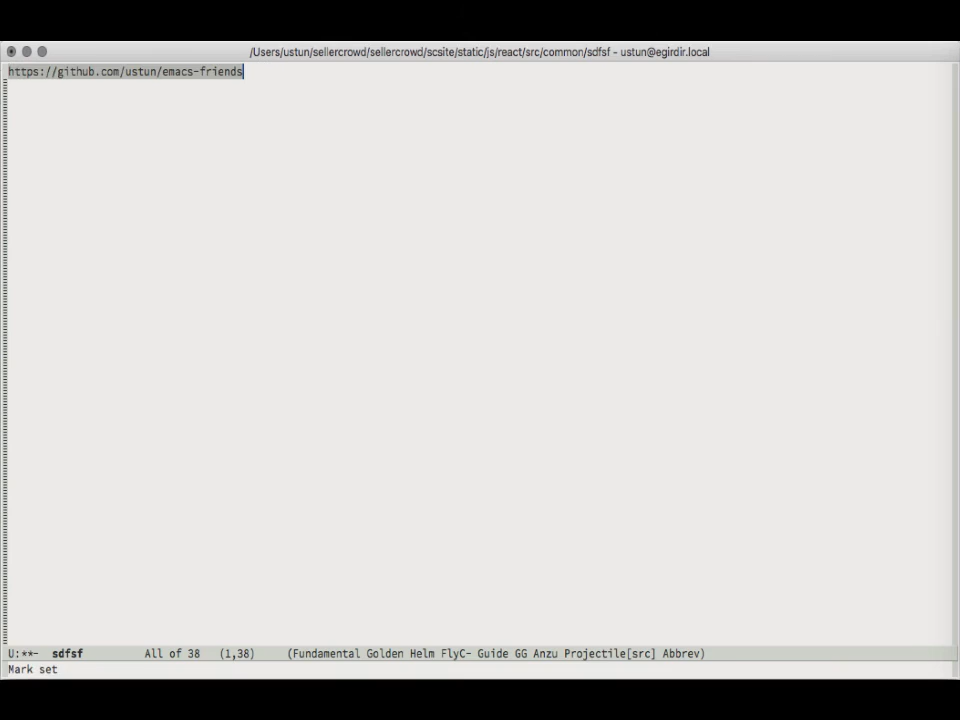 /Users/ustun/sellercrowd/sellercrowd/scsite/static/js/react/src/common/sdfsf - ustun@egirdir.local
https://github.com/ustun/emacs-friends
U:**-  sdfsf          All of 38   (1,38)     (Fundamental Golden Helm FlyC- Guide GG Anzu Projectile[src] Abbrev)
Mark set